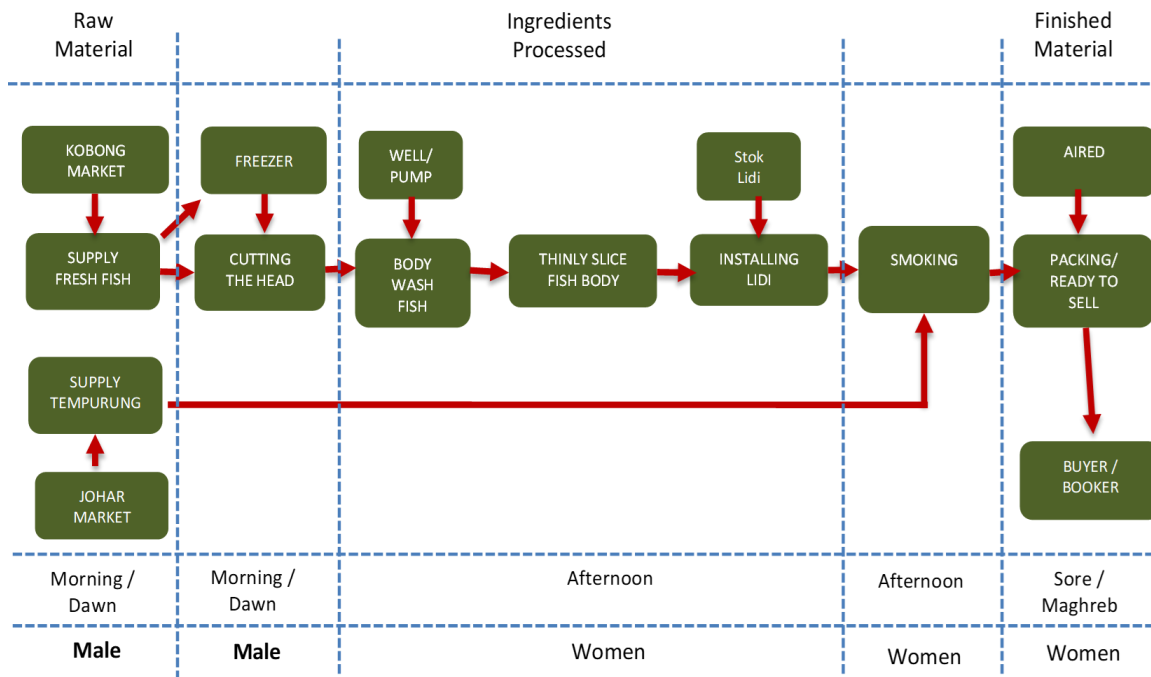 Raw
Material
Ingredients
Processed
Finished
Material
KOBONG
MARKET
FREEZER
WELL/
PUMP
Stok
Lidi
AIRED
SUPPLY
FRESH FISH
CUTTING
THE HEAD
BODY
WASH
FISH
THINLY SLICE
FISH BODY
INSTALLING
LIDI
SMOKING
PACKING/
READY TO
SELL
SUPPLY
TEMPURUNG
JOHAR
MARKET
BUYER /
BOOKER
Morning /
Dawn
Morning /
Dawn
Afternoon
Afternoon
Sore /
Maghreb
Male
Male
Women
Women
Women